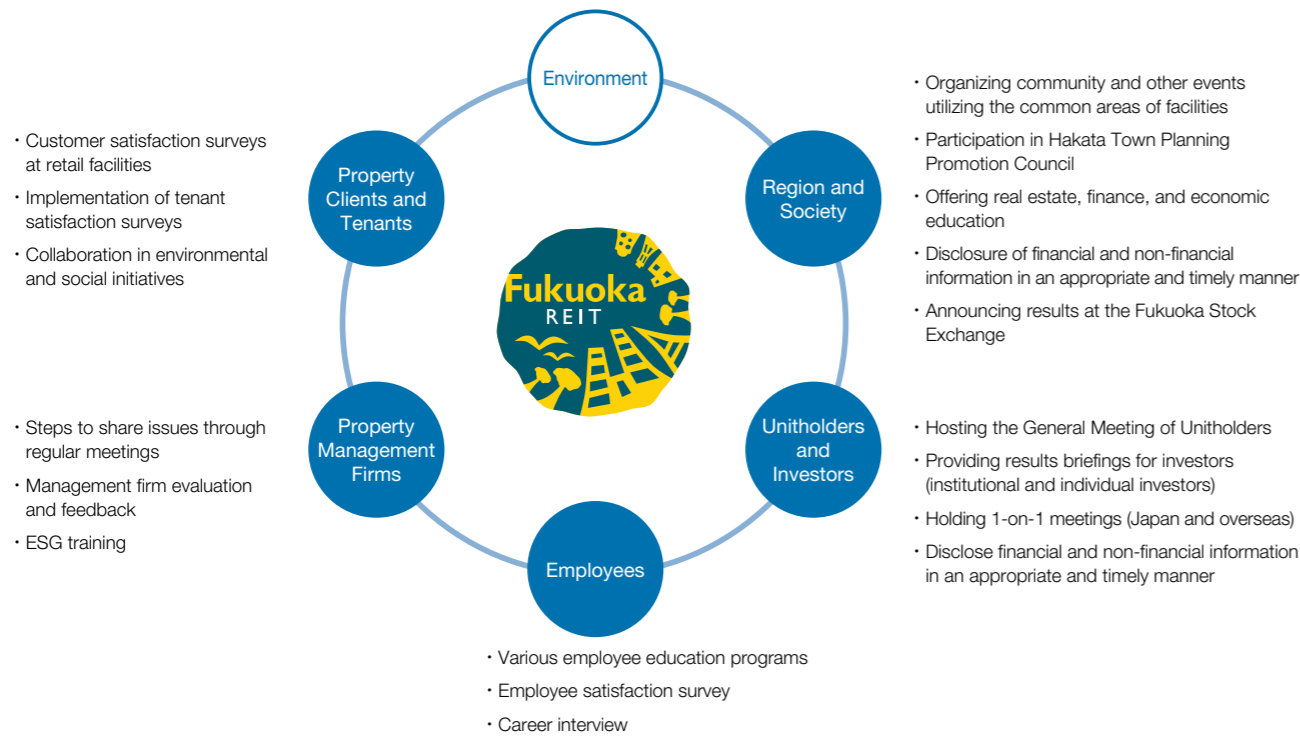 Environment
Property
Clients and
Tenants
・Customer satisfaction surveys
at retail facilities
・Implementation of tenant
satisfaction surveys
・Collaboration in environmental
and social initiatives
Region and
Society
・Organizing community and other events
utilizing the common areas of facilities
・Participation in Hakata Town Planning
Promotion Council
・Offering real estate, finance, and economic
education
・Disclosure of financial and non-financial
information in an appropriate and timely manner
・Announcing results at the Fukuoka Stock
Exchange
Fukuoka
REIT
Property
Management
Firms
・Steps to share issues through
regular meetings
・Management firm evaluation
and feedback
・ESG training
Unitholders
and
Investors
・Hosting the General Meeting of Unitholders
・Providing results briefings for investors
(institutional and individual investors)
・Holding 1-on-1 meetings (Japan and overseas)
・Disclose financial and non-financial information
in an appropriate and timely manner
Employees
・Various employee education programs
・Employee satisfaction survey
・Career interview